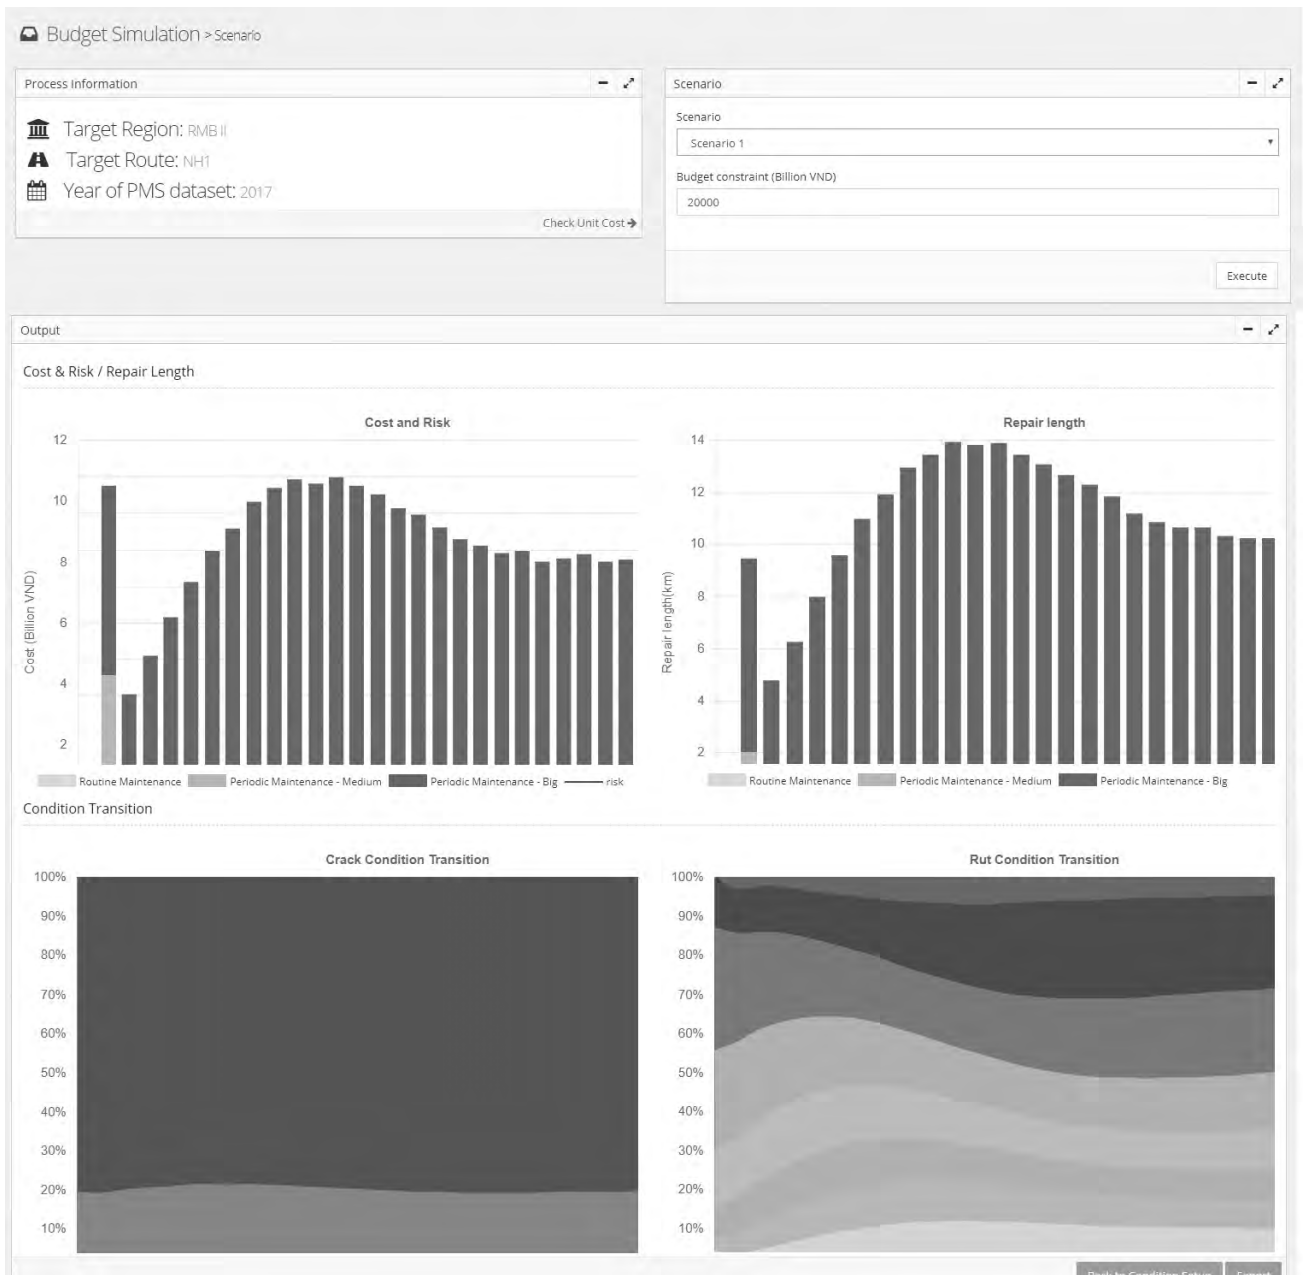 Budget Simulation > Scenario
Process Information
Target Region: RMB II
Target Route: NH1
Year of PMS dataset: 2017
Check Unit Cost
Scenario
Scenario
Scenario 1
Budget constraint (Billion VND)
20000
Execute
Output
Cost & Risk / Repair Length
Cost and Risk
12
10
8
6
4
2
Cost (Billion VND)
Routine Maintenance Periodic Maintenance - Medium Periodic Maintenance - Big risk
Repair length
14
12
10
8
6
4
2
Repair length(km)
Routine Maintenance Periodic Maintenance - Medium Periodic Maintenance - Big
Condition Transition
Crack Condition Transition
100%
90%
80%
70%
60%
50%
40%
30%
20%
10%
Rut Condition Transition
100%
90%
80%
70%
60%
50%
40%
30%
20%
10%
Back to Condition Setup Export